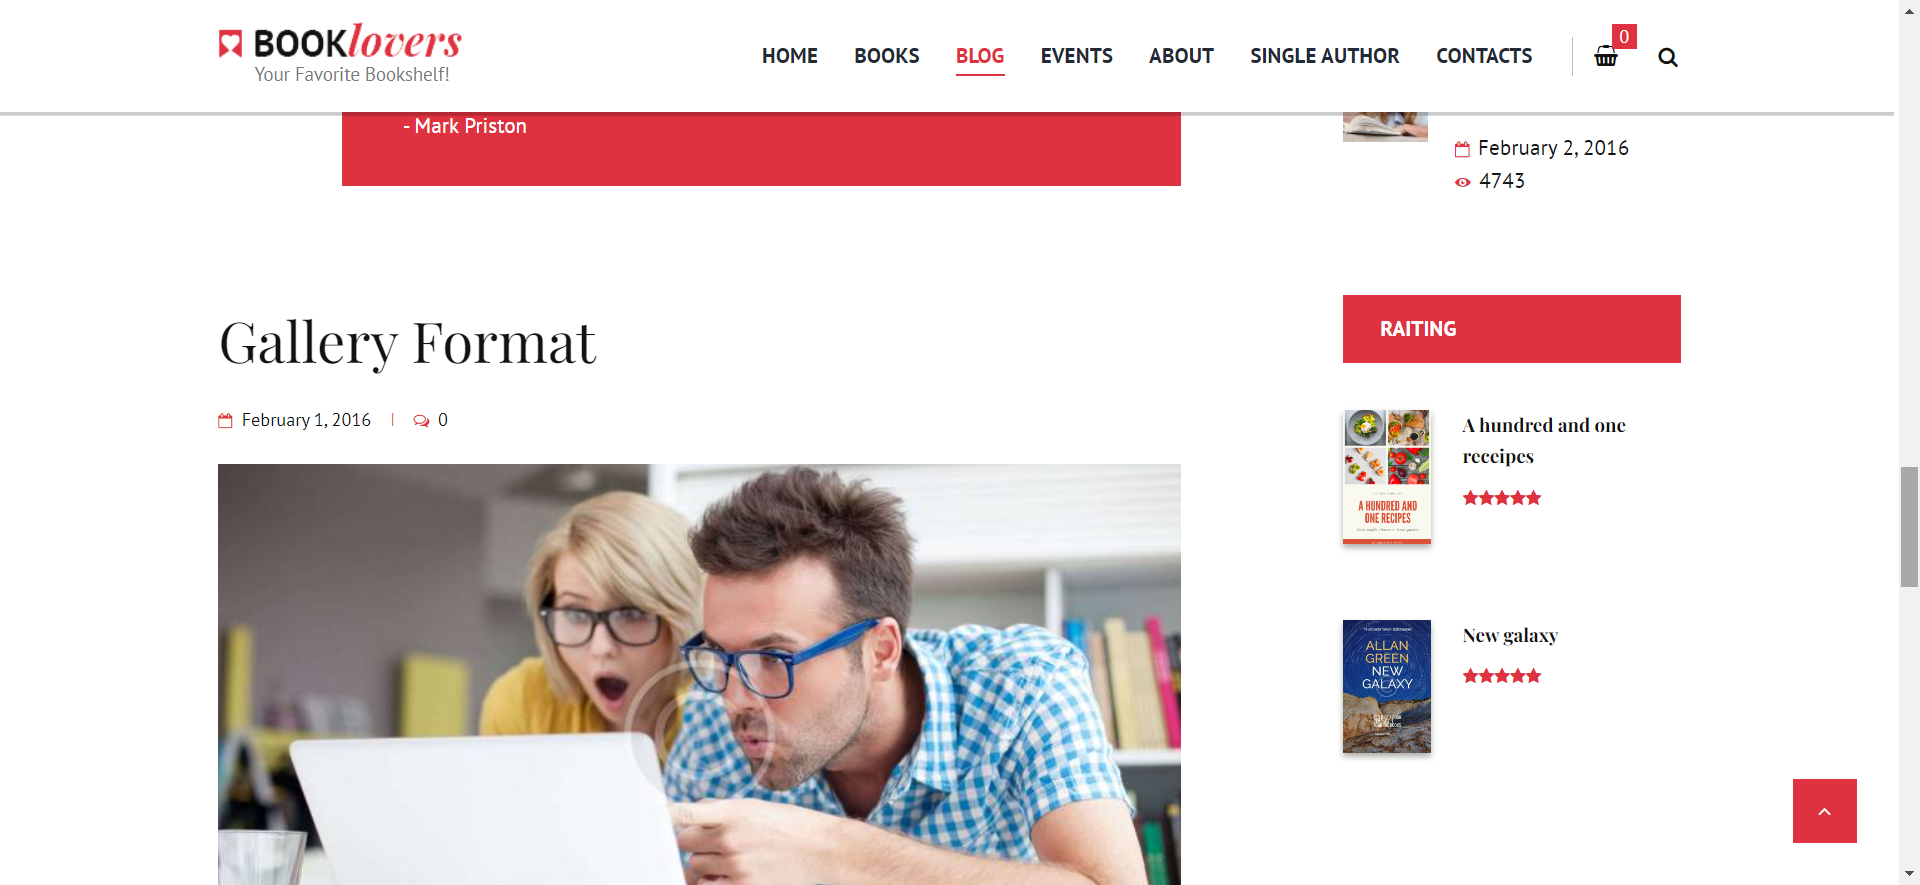 BOOKlovers
Your Favorite Bookshelf!
HOME
BOOKS
BLOG
EVENTS
ABOUT
SINGLE AUTHOR
CONTACTS
0
- Mark Priston
February 2, 2016
4743
Gallery Format
February 1, 2016
0
RAITING
A hundred and one
receipes
A HUNDRED AND
ONE RECIPES
New galaxy
ALLAN
GREEN
NEW
GALAXY